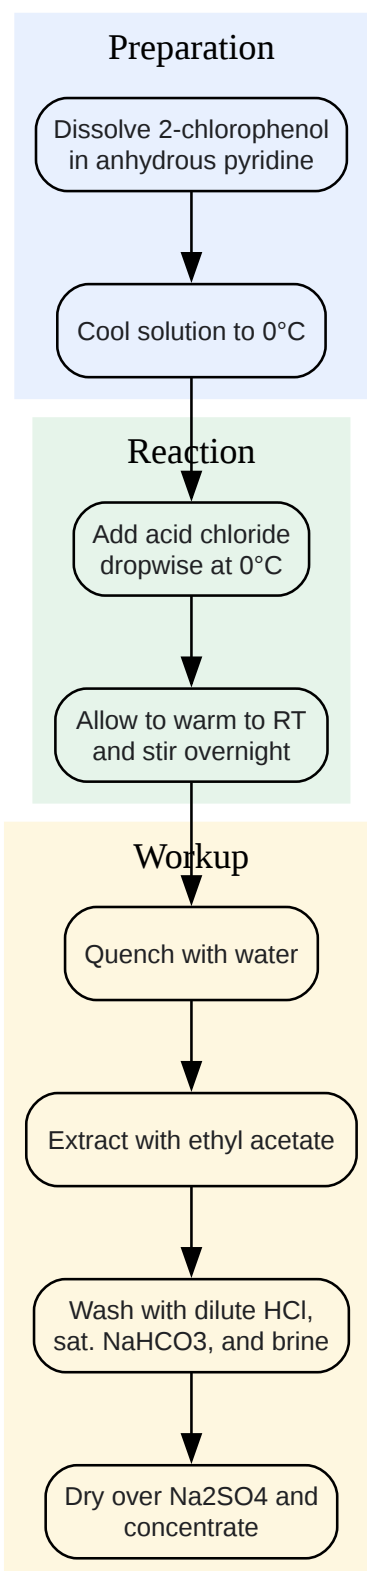 Preparation
Dissolve 2-chlorophenol
in anhydrous pyridine
Cool solution to 0°C
Reaction
Add acid chloride
dropwise at 0°C
Allow to warm to RT
and stir overnight
Workup
Quench with water
Extract with ethyl acetate
Wash with dilute HCl,
sat. NaHCO3, and brine
Dry over Na2SO4 and
concentrate